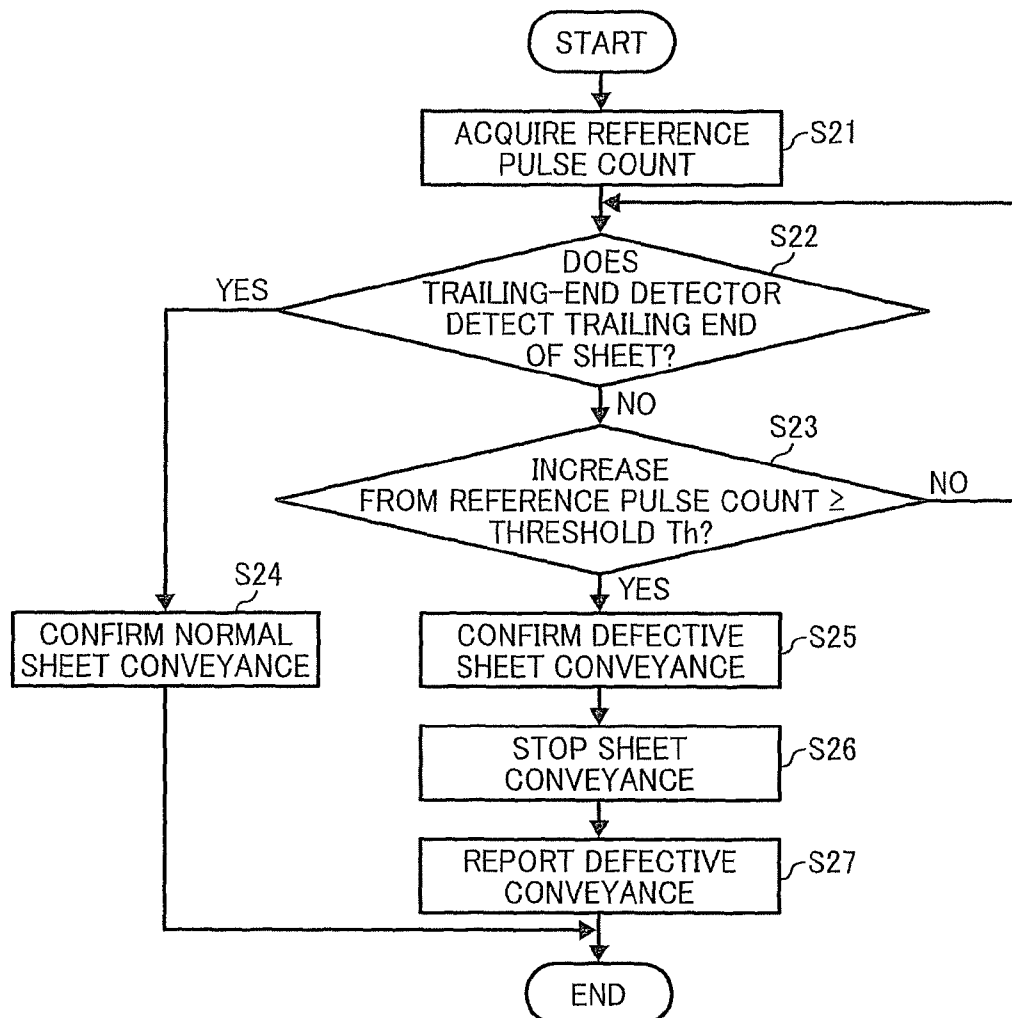 START
ACQUIRE REFERENCE
PULSE COUNT
S21
S22
DOES
TRAILING-END DETECTOR
DETECT TRAILING END
OF SHEET?
YES
NO
S23
INCREASE
FROM REFERENCE PULSE COUNT ≥
THRESHOLD Th?
NO
YES
S24
CONFIRM NORMAL
SHEET CONVEYANCE
CONFIRM DEFECTIVE
SHEET CONVEYANCE
S25
STOP SHEET
CONVEYANCE
S26
REPORT DEFECTIVE
CONVEYANCE
S27
END